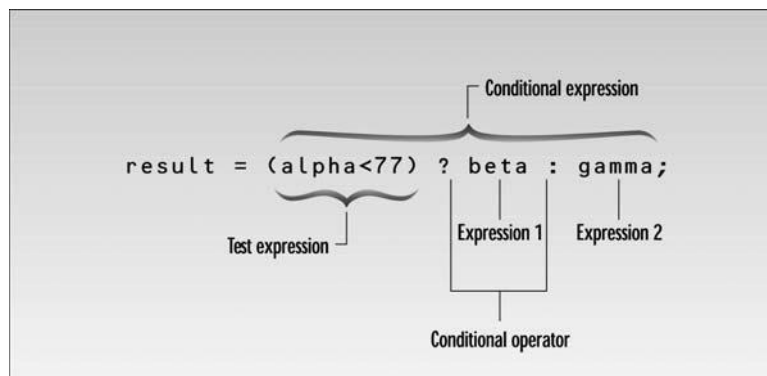 Conditional expression
result = (alpha<77) ? beta : gamma;
Test expression
Expression 1
Expression 2
Conditional operator